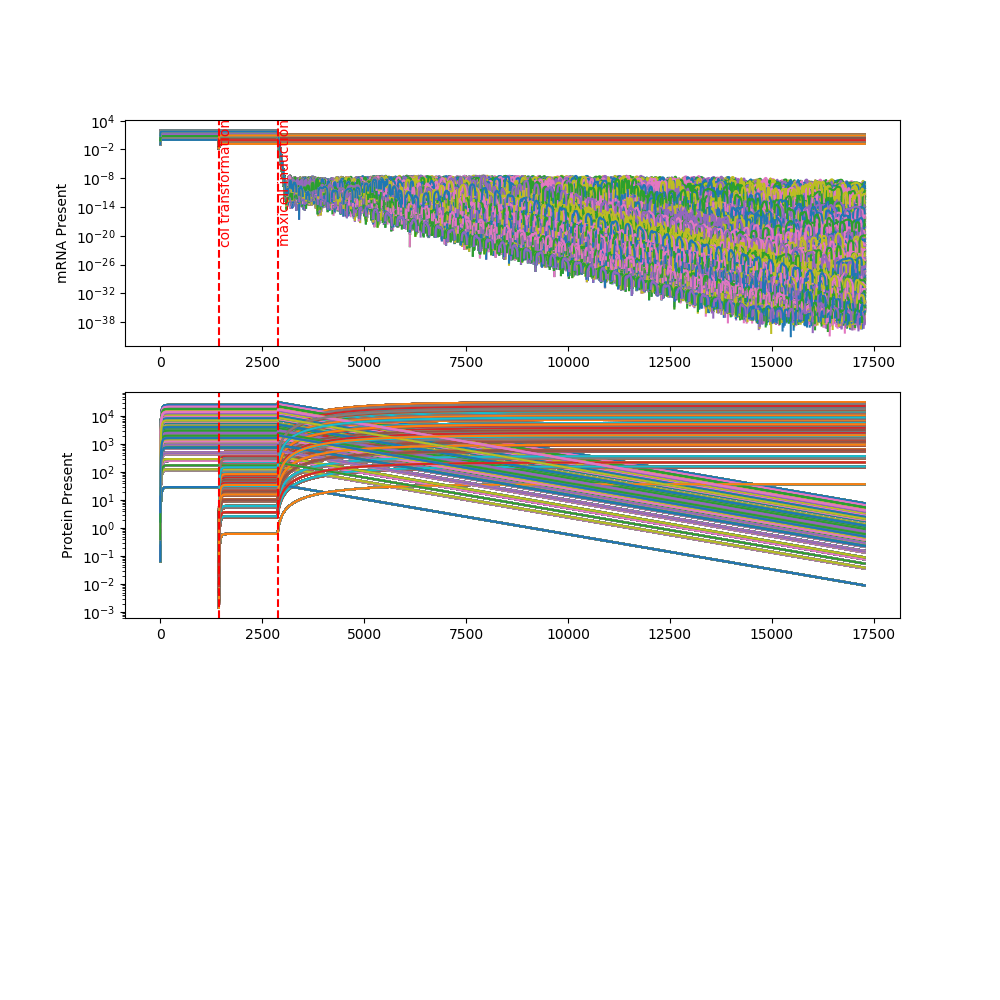 mRNA Present
10^4
10^-2
10^-8
10^-14
10^-20
10^-26
10^-32
10^-38
col transformation
maxicell induction
0 2500 5000 7500 10000 12500 15000 17500
Protein Present
10^4
10^3
10^2
10^1
10^0
10^-1
10^-2
10^-3
0 2500 5000 7500 10000 12500 15000 17500